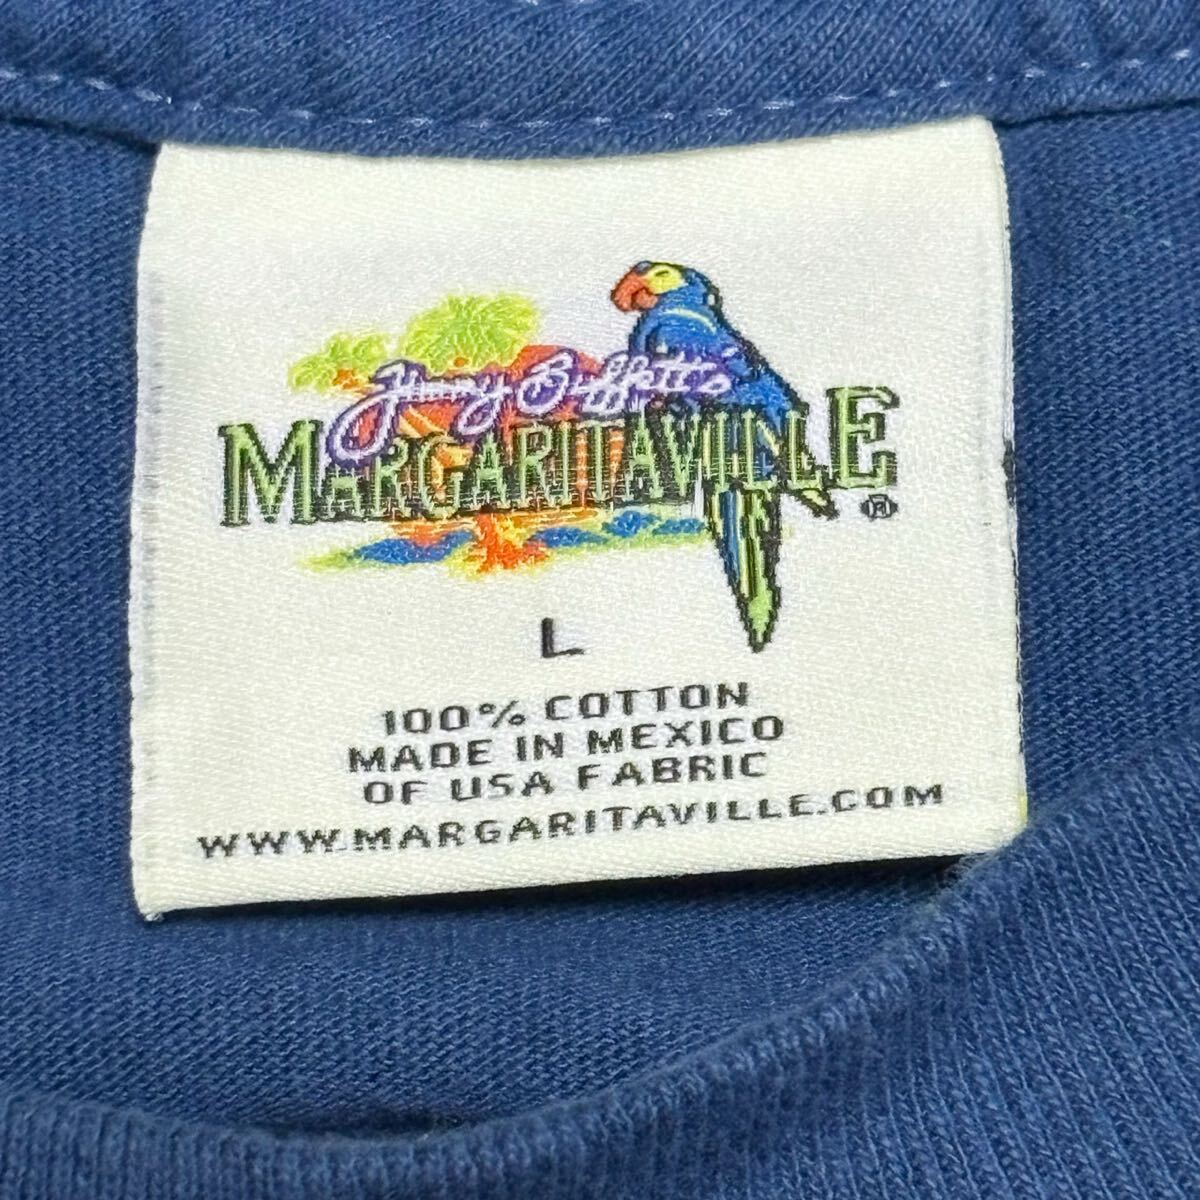 Jimmy Buffett's
MARGARITAVILLE®
L
100% COTTON
MADE IN MEXICO
OF USA FABRIC
WWW.MARGARITAVILLE.COM